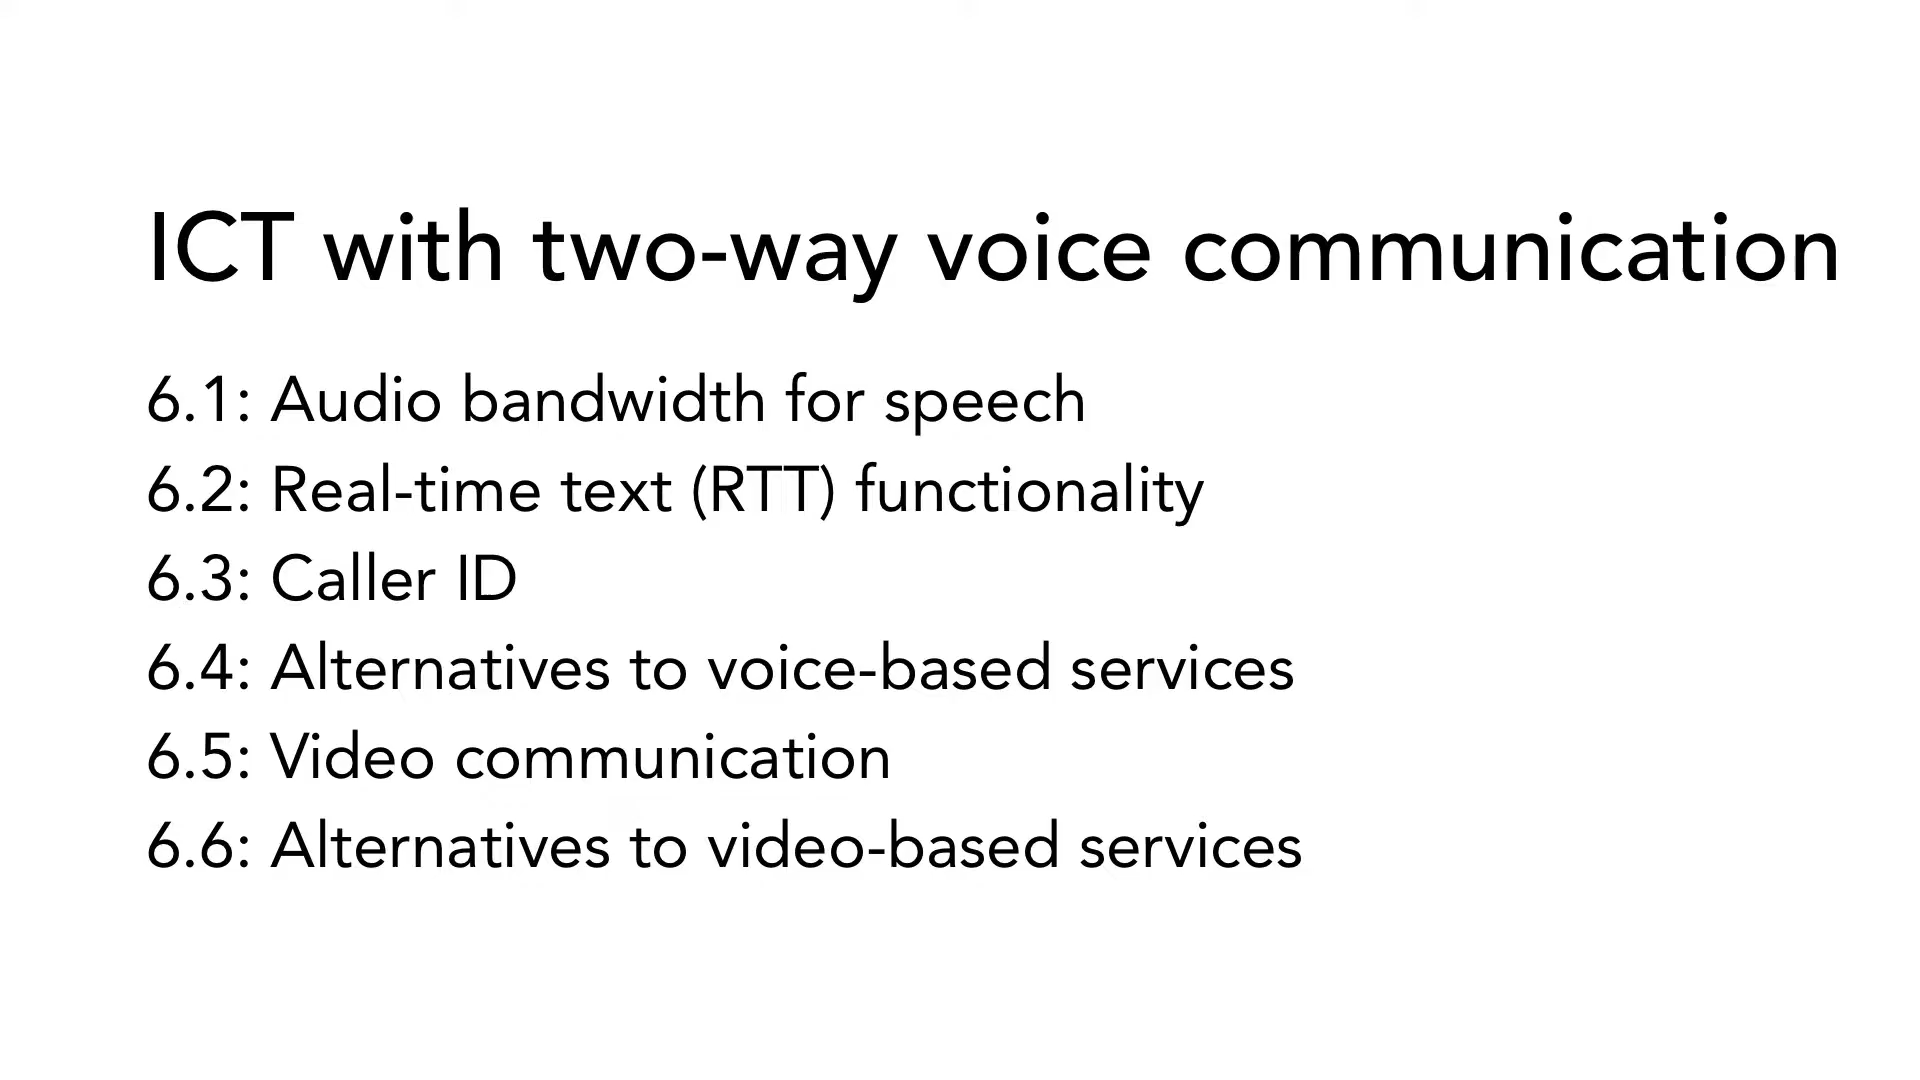 ICT with two-way voice communication
6.1: Audio bandwidth for speech
6.2: Real-time text (RTT) functionality
6.3: Caller ID
6.4: Alternatives to voice-based services
6.5: Video communication
6.6: Alternatives to video-based services